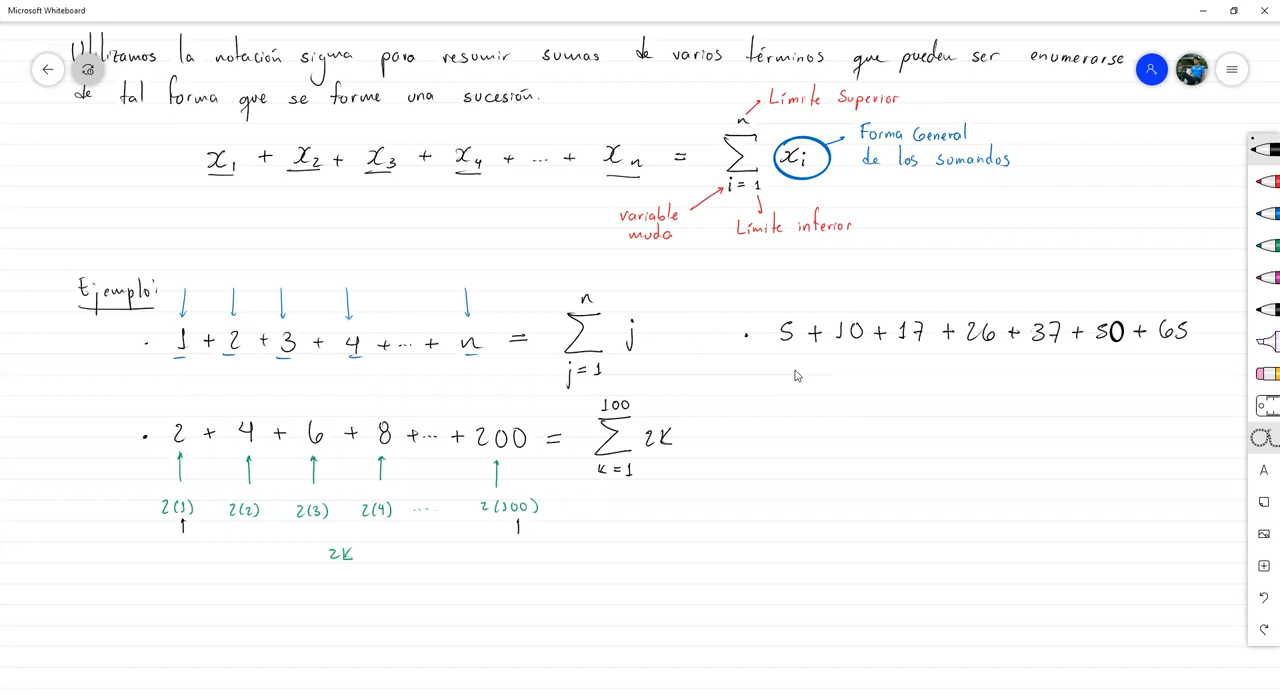 Microsoft Whiteboard
Utilizamos la notación sigma para resumir sumas de varios términos que pueden ser enumerarse
de tal forma que se forme una sucesión.
x₁ + x₂ + x₃ + x₄ + ... + xₙ = ∑ xᵢ
n
i = 1
Límite Superior
Forma General
de los sumandos
variable
muda
Límite inferior
Ejemplo:
· 1 + 2 + 3 + 4 + ... + n = ∑ j
n
j = 1
· 5 + 10 + 17 + 26 + 37 + 50 + 65
· 2 + 4 + 6 + 8 + ... + 200 = ∑ 2K
100
K = 1
2(1) 2(2) 2(3) 2(4) .... 2(100)
2K
A